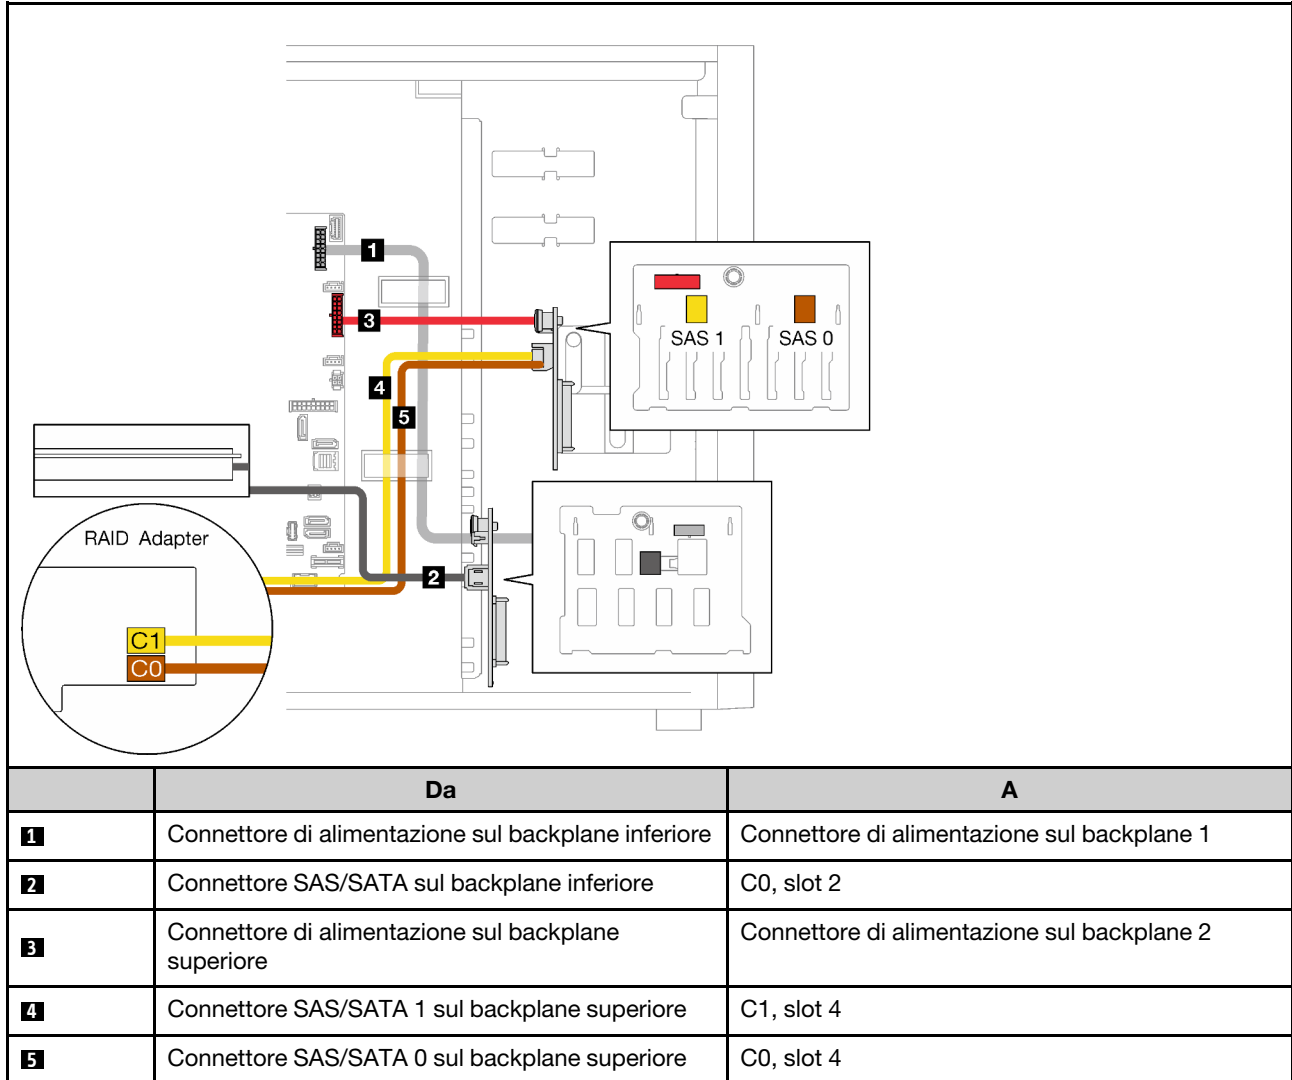 1
3
SAS 1
SAS 0
4
5
RAID Adapter
2
C1
C0
Da
A
1
Connettore di alimentazione sul backplane inferiore
Connettore di alimentazione sul backplane 1
2
Connettore SAS/SATA sul backplane inferiore
C0, slot 2
3
Connettore di alimentazione sul backplane
superiore
Connettore di alimentazione sul backplane 2
4
Connettore SAS/SATA 1 sul backplane superiore
C1, slot 4
5
Connettore SAS/SATA 0 sul backplane superiore
C0, slot 4